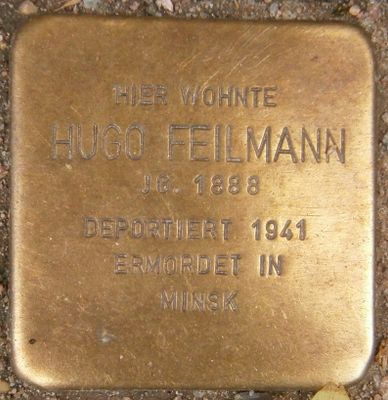 HIER WOHNTE
HUGO FEILMANN
JG. 1888
DEPORTIERT 1941
ERMORDET IN
MINSK